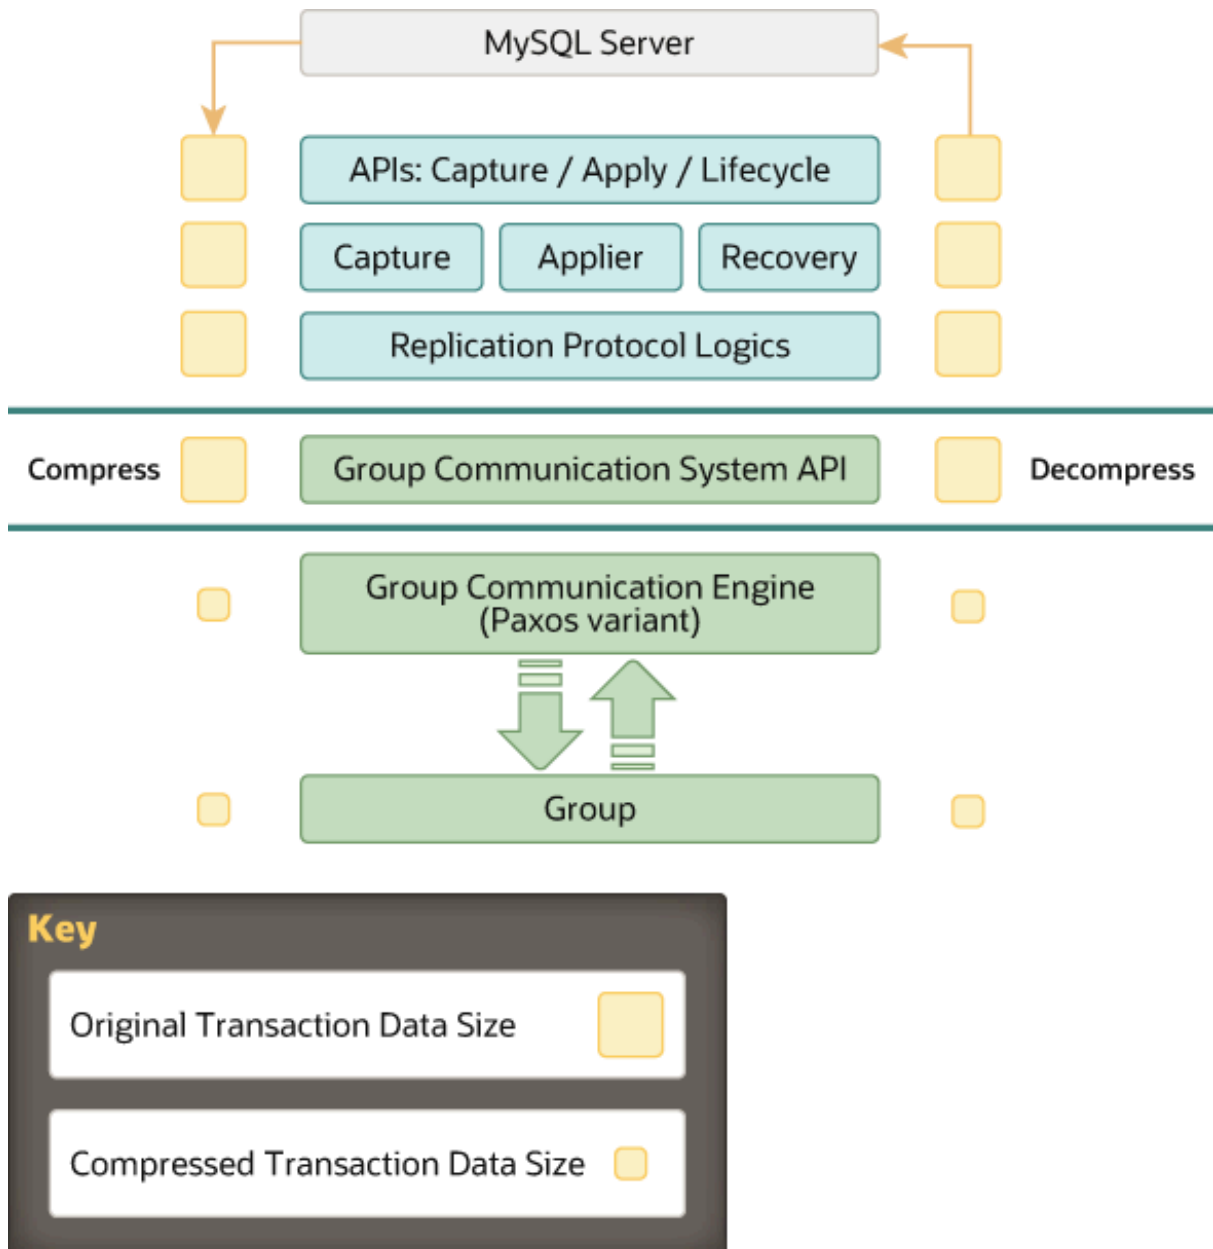 MySQL Server
APIs: Capture / Apply / Lifecycle
Capture
Applier
Recovery
Replication Protocol Logics
Compress
Group Communication System API
Decompress
Group Communication Engine
(Paxos variant)
Group
Key
Original Transaction Data Size
Compressed Transaction Data Size